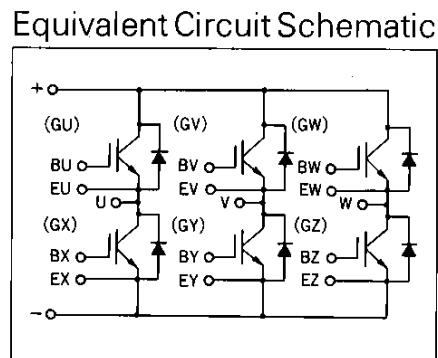 Equivalent Circuit Schematic
+
(GU) (GV) (GW)
BU BV BW
EU EV EW
U V W
(GX) (GY) (GZ)
BX BY BZ
EX EY EZ
−